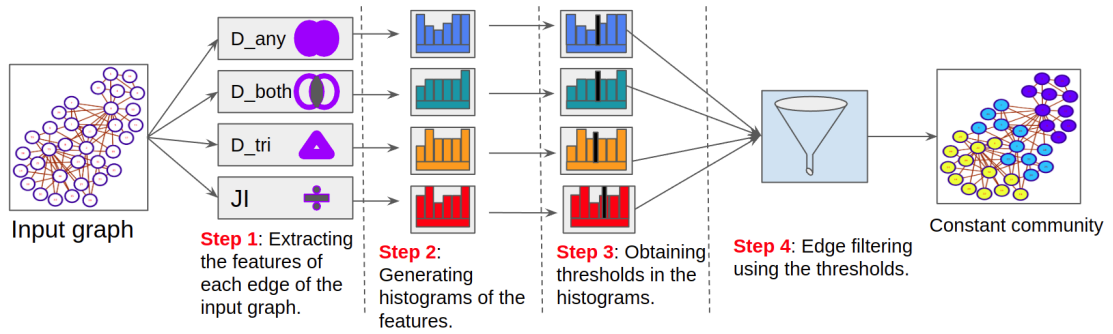 D_any
D_both
D_tri
JI
Input graph
Step 1: Extracting
the features of
each edge of the
input graph.
Step 2:
Generating
histograms of the
features.
Step 3: Obtaining
thresholds in the
histograms.
Step 4: Edge filtering
using the thresholds.
Constant community